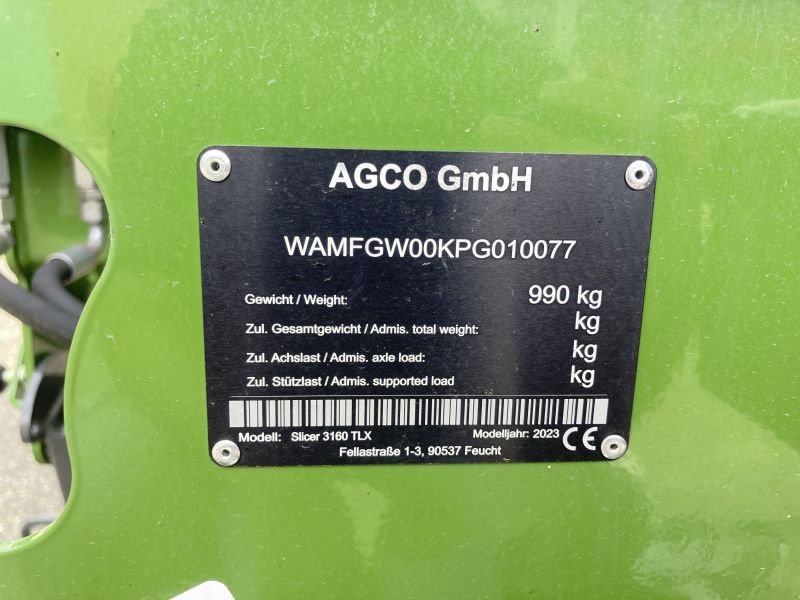 AGCO GmbH
WAMFGW00KPG010077
Gewicht / Weight: 990 kg
Zul. Gesamtgewicht / Admis. total weight: kg
Zul. Achslast / Admis. axle load: kg
Zul. Stützlast / Admis. supported load kg
Modell: Slicer 3160 TLX Modelljahr: 2023 CE
Fellastraße 1-3, 90537 Feucht